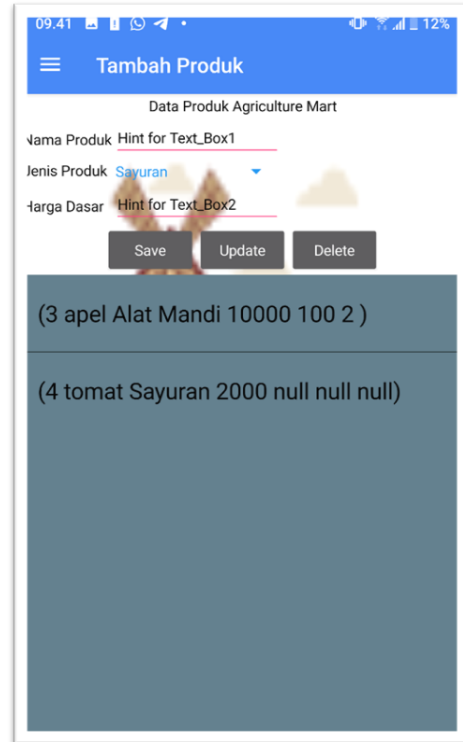 09.41 12%
Tambah Produk
Data Produk Agriculture Mart
Nama Produk Hint for Text_Box1
Jenis Produk Sayuran
Harga Dasar Hint for Text_Box2
Save Update Delete
(3 apel Alat Mandi 10000 100 2 )
(4 tomat Sayuran 2000 null null null)